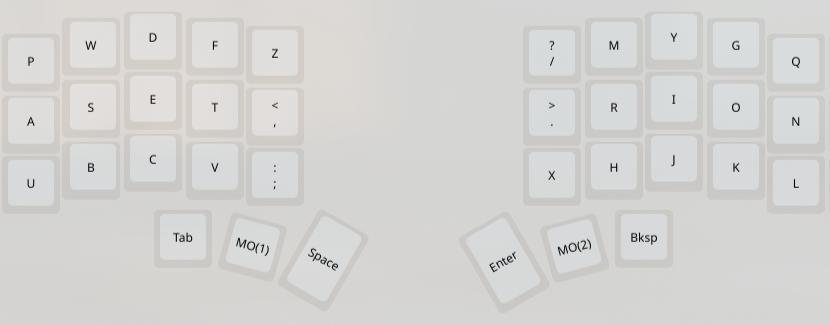 P W D F Z ? / M Y G Q
A S E T < , > . R I O N
U B C V : ; X H J K L
Tab MO(1) Space Enter MO(2) Bksp